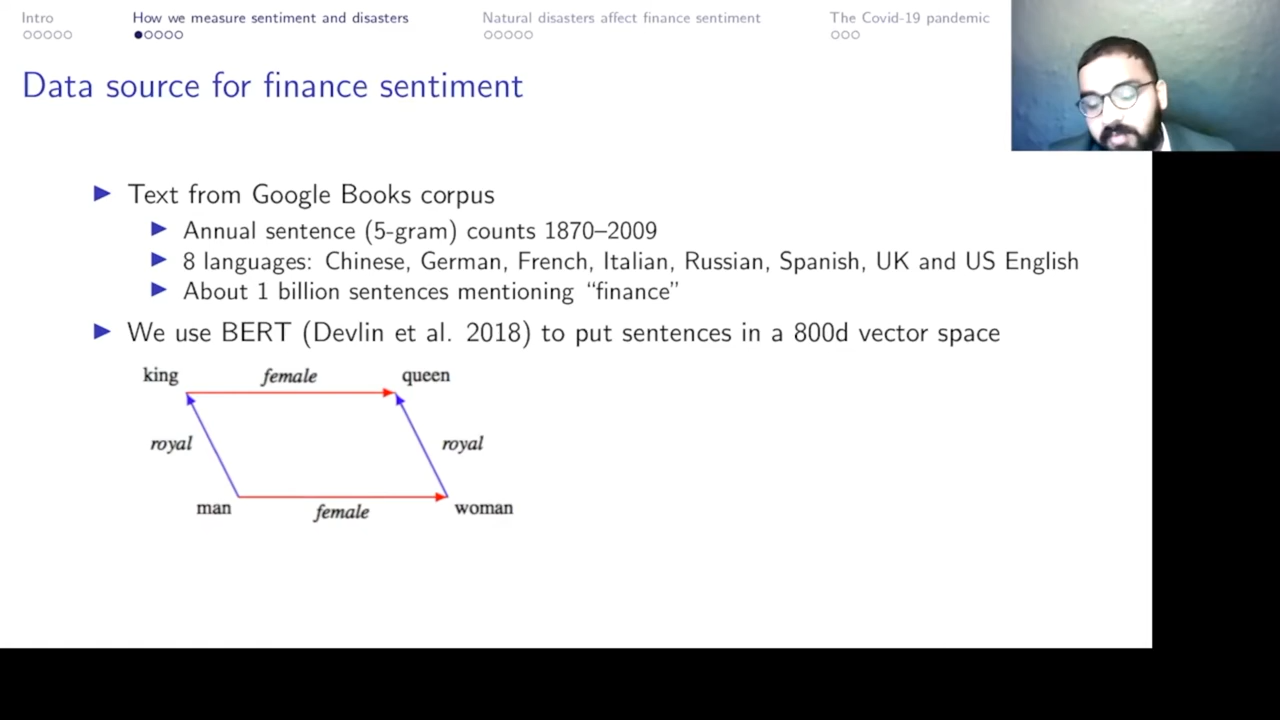 Intro
How we measure sentiment and disasters
Natural disasters affect finance sentiment
The Covid-19 pandemic
Data source for finance sentiment
Text from Google Books corpus
Annual sentence (5-gram) counts 1870–2009
8 languages: Chinese, German, French, Italian, Russian, Spanish, UK and US English
About 1 billion sentences mentioning “finance”
We use BERT (Devlin et al. 2018) to put sentences in a 800d vector space
king female queen
royal royal
man female woman